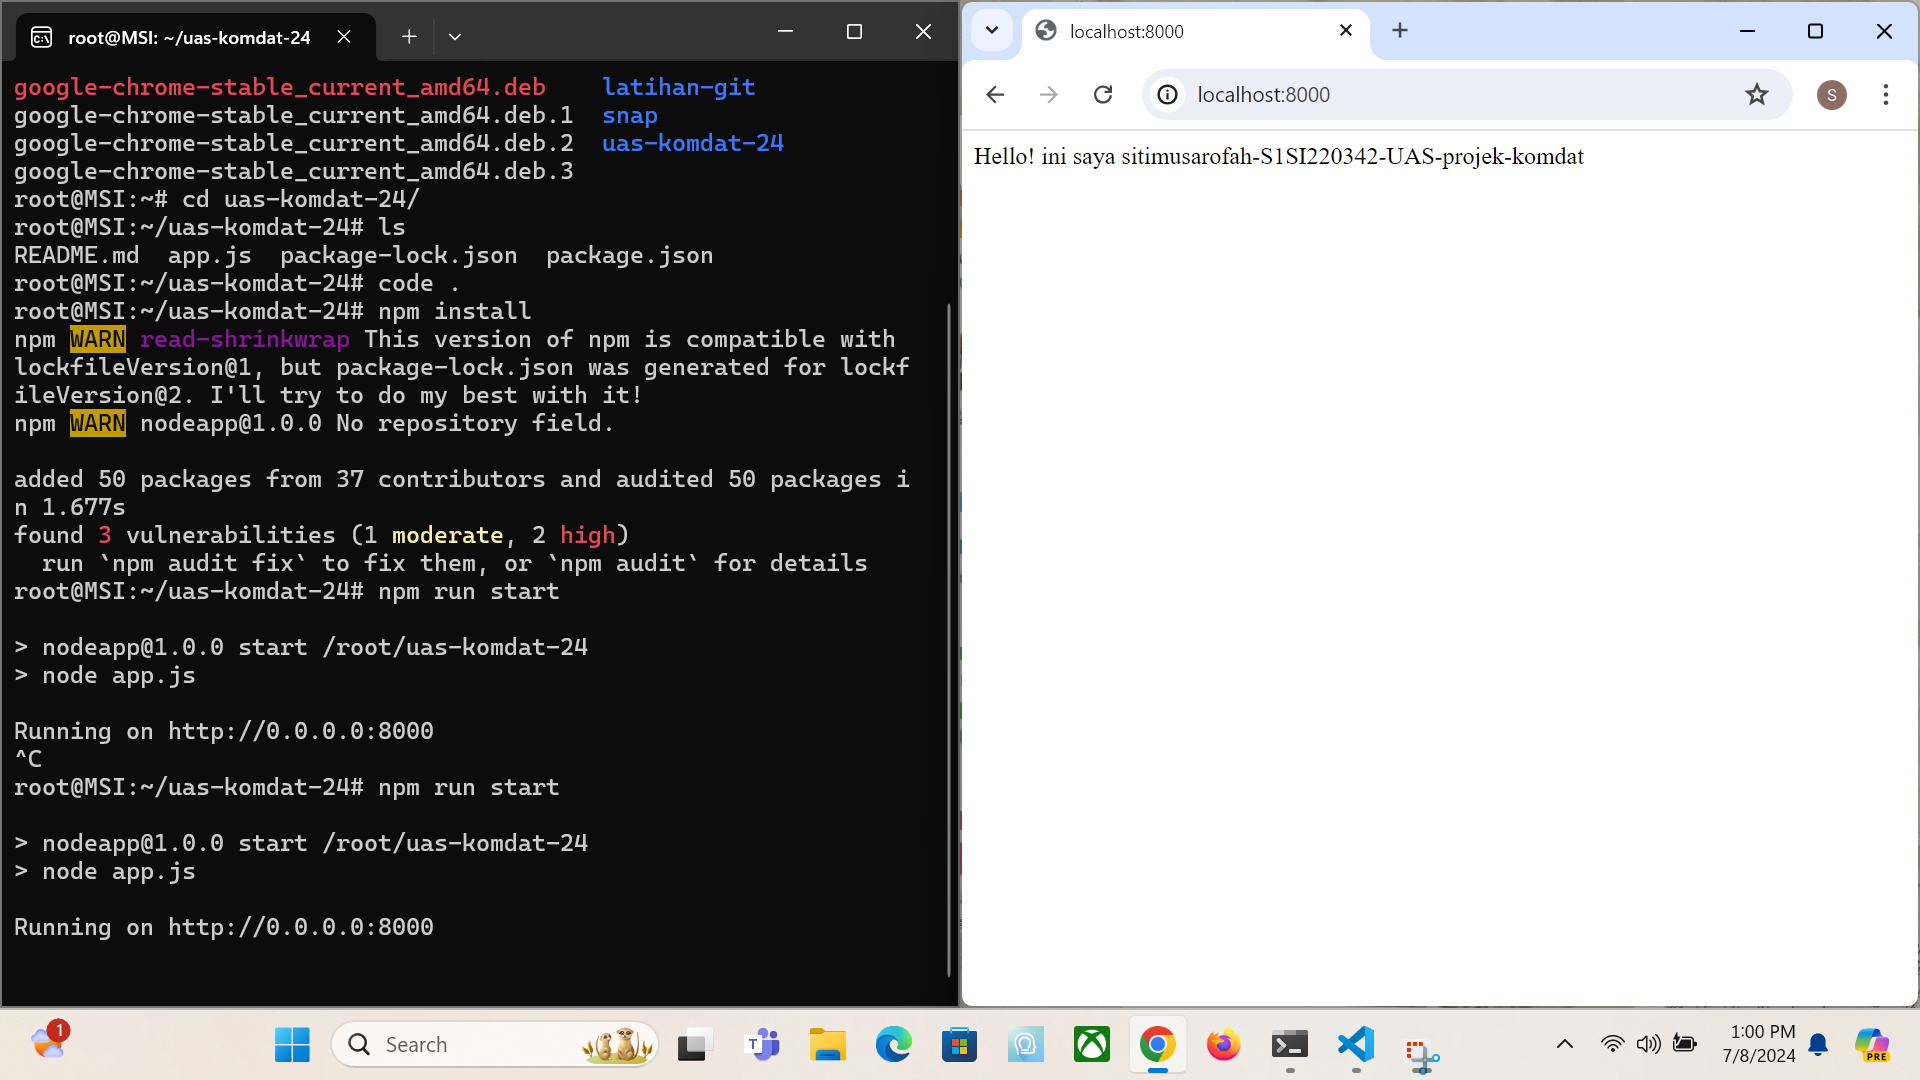 root@MSI: ~/uas-komdat-24
google-chrome-stable_current_amd64.deb    latihan-git
google-chrome-stable_current_amd64.deb.1  snap
google-chrome-stable_current_amd64.deb.2  uas-komdat-24
google-chrome-stable_current_amd64.deb.3
root@MSI:~# cd uas-komdat-24/
root@MSI:~/uas-komdat-24# ls
README.md  app.js  package-lock.json  package.json
root@MSI:~/uas-komdat-24# code .
root@MSI:~/uas-komdat-24# npm install
npm WARN read-shrinkwrap This version of npm is compatible with
lockfileVersion@1, but package-lock.json was generated for lockf
ileVersion@2. I'll try to do my best with it!
npm WARN nodeapp@1.0.0 No repository field.
added 50 packages from 37 contributors and audited 50 packages i
n 1.677s
found 3 vulnerabilities (1 moderate, 2 high)
  run `npm audit fix` to fix them, or `npm audit` for details
root@MSI:~/uas-komdat-24# npm run start
> nodeapp@1.0.0 start /root/uas-komdat-24
> node app.js
Running on http://0.0.0.0:8000
^C
root@MSI:~/uas-komdat-24# npm run start
> nodeapp@1.0.0 start /root/uas-komdat-24
> node app.js
Running on http://0.0.0.0:8000
localhost:8000
localhost:8000
S
Hello! ini saya sitimusarofah-S1SI220342-UAS-projek-komdat
1
Search
1:00 PM
7/8/2024
PRE